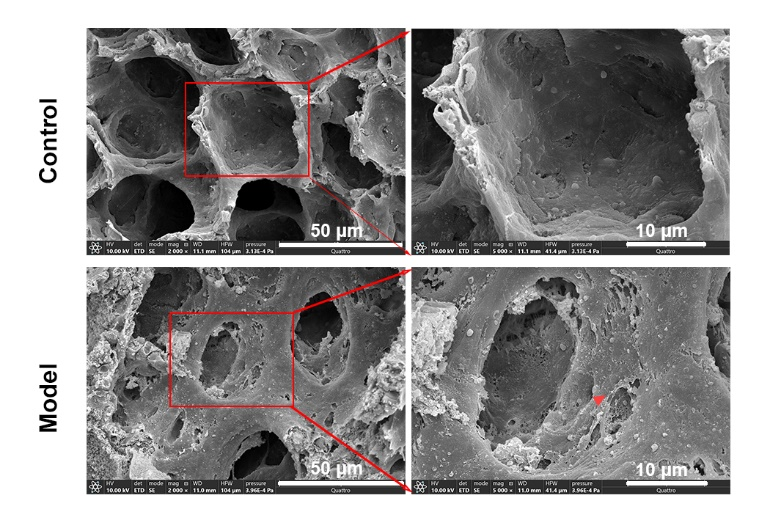 Control
50 µm
HV det mode mag WD HFW pressure
10.00 kV ETD SE 2 000 × 11.1 mm 104 µm 3.13E-4 Pa Quattro
10 µm
HV det mode mag WD HFW pressure
10.00 kV ETD SE 5 000 × 11.1 mm 41.4 µm 3.13E-4 Pa Quattro
Model
50 µm
HV det mode mag WD HFW pressure
10.00 kV ETD SE 2 000 × 11.0 mm 104 µm 3.96E-4 Pa Quattro
10 µm
HV det mode mag WD HFW pressure
10.00 kV ETD SE 5 000 × 11.0 mm 41.4 µm 3.96E-4 Pa Quattro